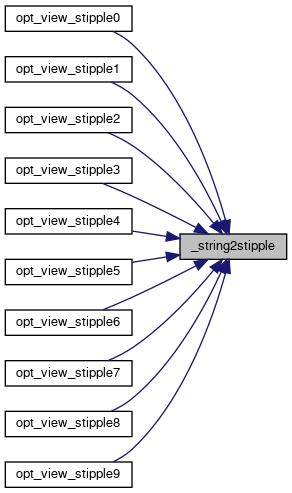 opt_view_stipple0
opt_view_stipple1
opt_view_stipple2
opt_view_stipple3
opt_view_stipple4
_string2stipple
opt_view_stipple5
opt_view_stipple6
opt_view_stipple7
opt_view_stipple8
opt_view_stipple9